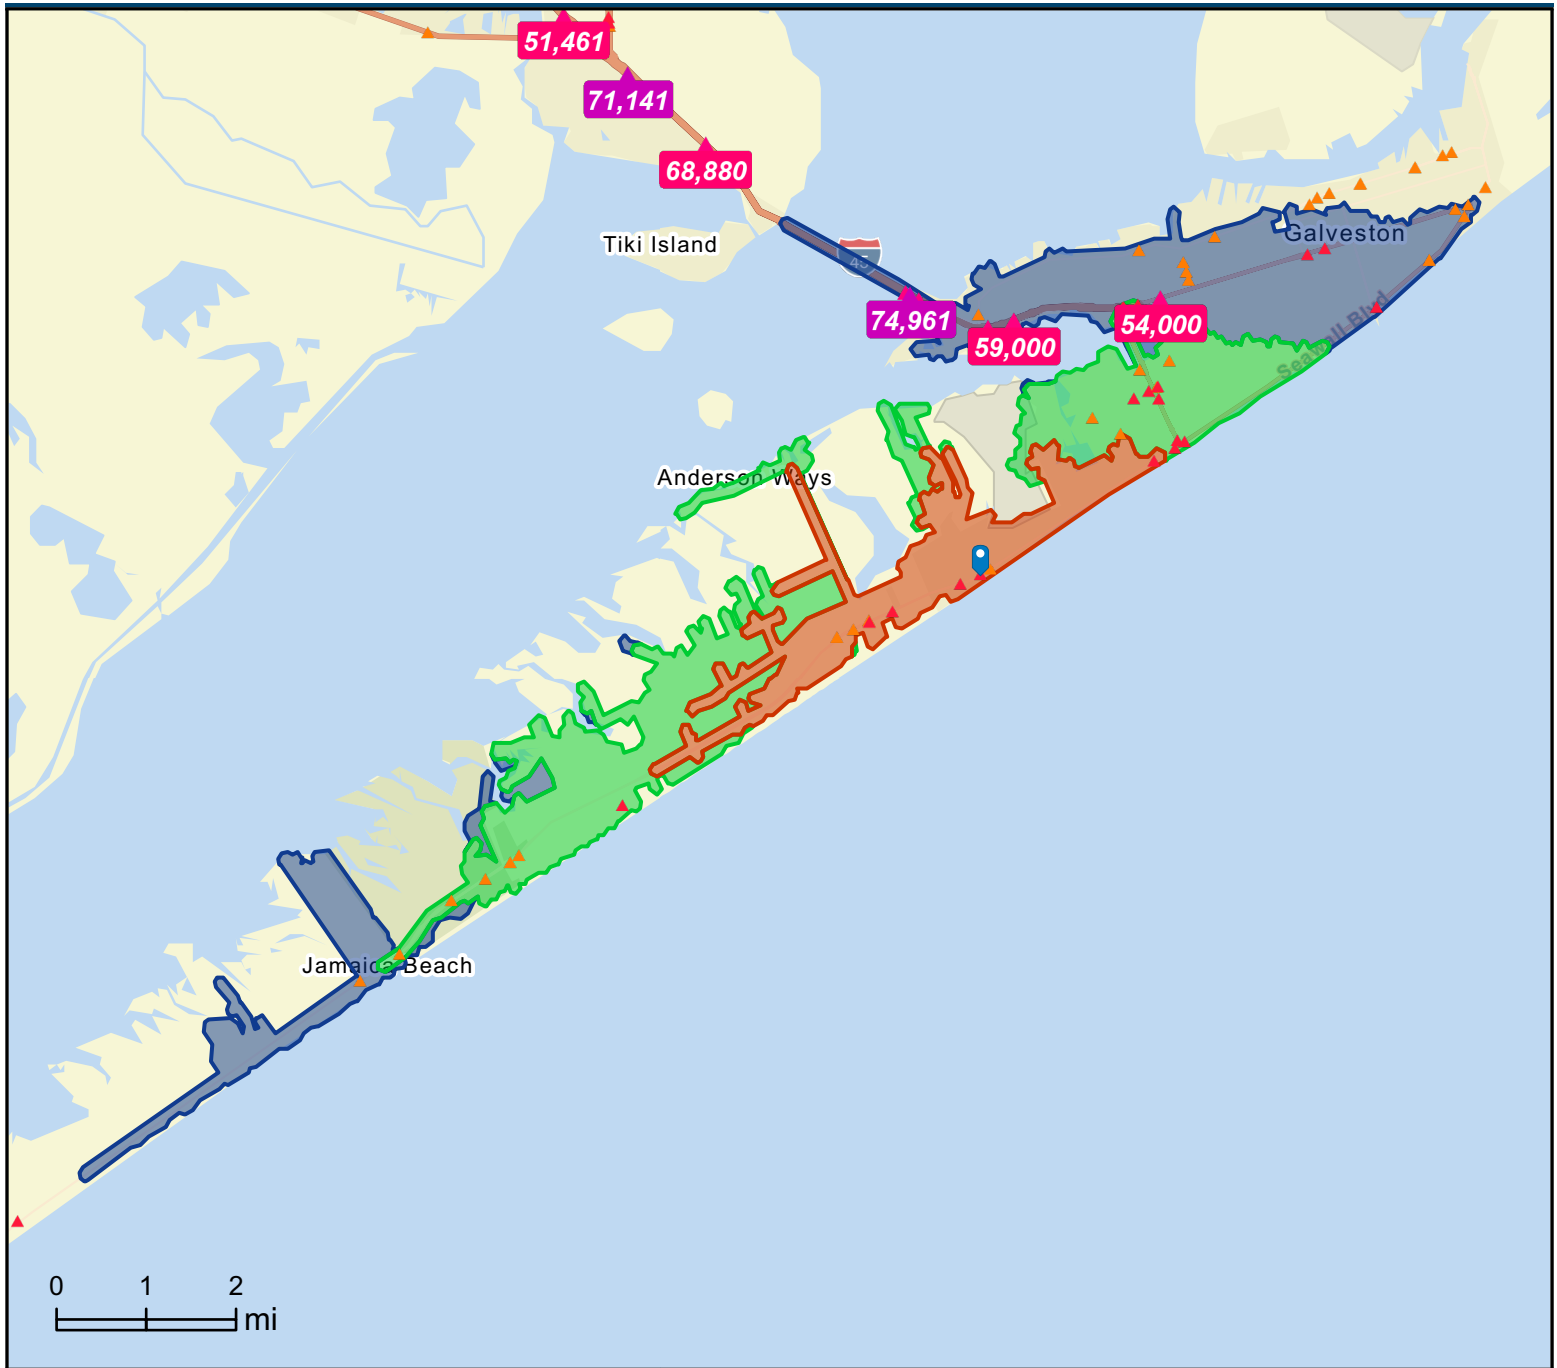 51,461
71,141
68,880
Tiki Island
Galveston
45
74,961
59,000
54,000
Seawall Blvd
Anderson Ways
Jamaica Beach
0 1 2
mi